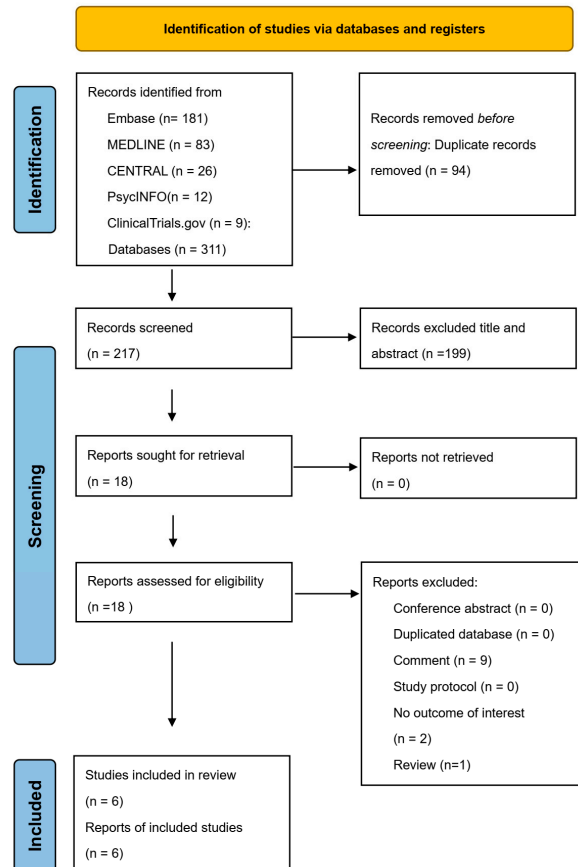 Identification of studies via databases and registers
Identification
Records identified from
Embase (n= 181)
MEDLINE (n = 83)
CENTRAL (n = 26)
PsycINFO(n = 12)
ClinicalTrials.gov (n = 9):
Databases (n = 311)
Records removed before
screening: Duplicate records
removed (n = 94)
Screening
Records screened
(n = 217)
Records excluded title and
abstract (n =199)
Reports sought for retrieval
(n = 18)
Reports not retrieved
(n = 0)
Reports assessed for eligibility
(n =18 )
Reports excluded:
Conference abstract (n = 0)
Duplicated database (n = 0)
Comment (n = 9)
Study protocol (n = 0)
No outcome of interest
(n = 2)
Review (n=1)
Included
Studies included in review
(n = 6)
Reports of included studies
(n = 6)